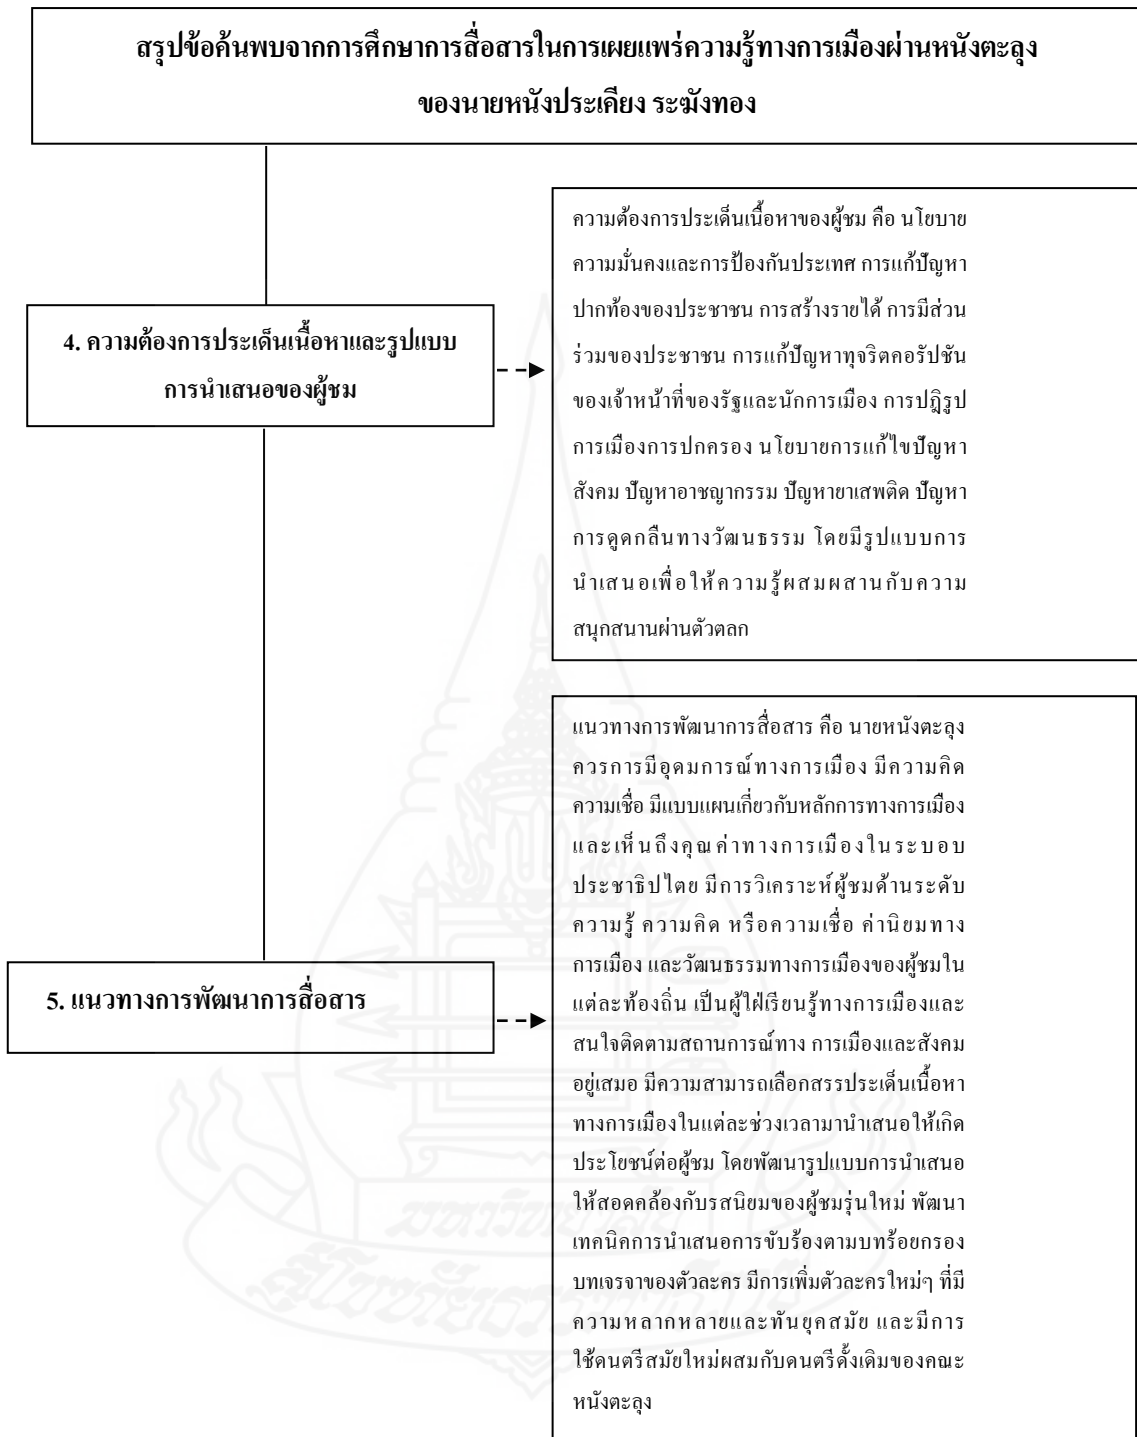 สรุปข้อค้นพบจากการศึกษาการสื่อสารในการเผยแพร่ความรู้ทางการเมืองผ่านหนังตะลุง
ของนายหนังประเคียง ระฆังทอง
4. ความต้องการประเด็นเนื้อหาและรูปแบบ
การนำเสนอของผู้ชม
ความต้องการประเด็นเนื้อหาของผู้ชม คือ นโยบาย
ความมั่นคงและการป้องกันประเทศ การแก้ปัญหา
ปากท้องของประชาชน การสร้างรายได้ การมีส่วน
ร่วมของประชาชน การแก้ปัญหาทุจริตคอรัปชัน
ของเจ้าหน้าที่ของรัฐและนักการเมือง การปฎิรูป
การเมืองการปกครอง นโยบายการแก้ไขปัญหา
สังคม ปัญหาอาชญากรรม ปัญหายาเสพติด ปัญหา
การดูดกลืนทางวัฒนธรรม โดยมีรูปแบบการ
นำเสนอเพื่อให้ความรู้ผสมผสานกับความ
สนุกสนานผ่านตัวตลก
5. แนวทางการพัฒนาการสื่อสาร
แนวทางการพัฒนาการสื่อสาร คือ นายหนังตะลุง
ควรการมีอุดมการณ์ทางการเมือง มีความคิด
ความเชื่อ มีแบบแผนเกี่ยวกับหลักการทางการเมือง
และเห็นถึงคุณค่าทางการเมืองในระบอบ
ประชาธิปไตย มีการวิเคราะห์ผู้ชมด้านระดับ
ความรู้ ความคิด หรือความเชื่อ ค่านิยมทาง
การเมือง และวัฒนธรรมทางการเมืองของผู้ชมใน
แต่ละท้องถิ่น เป็นผู้ใฝ่เรียนรู้ทางการเมืองและ
สนใจติดตามสถานการณ์ทาง การเมืองและสังคม
อยู่เสมอ มีความสามารถเลือกสรรประเด็นเนื้อหา
ทางการเมืองในแต่ละช่วงเวลามานำเสนอให้เกิด
ประโยชน์ต่อผู้ชม โดยพัฒนารูปแบบการนำเสนอ
ให้สอดคล้องกับรสนิยมของผู้ชมรุ่นใหม่ พัฒนา
เทคนิคการนำเสนอการขับร้องตามบทร้อยกรอง
บทเจรจาของตัวละคร มีการเพิ่มตัวละครใหม่ๆ ที่มี
ความหลากหลายและทันยุคสมัย และมีการ
ใช้ดนตรีสมัยใหม่ผสมกับดนตรีดั้งเดิมของคณะ
หนังตะลุง
มหาวิทยาลัย
สุโขทัยธรรมาธิราช